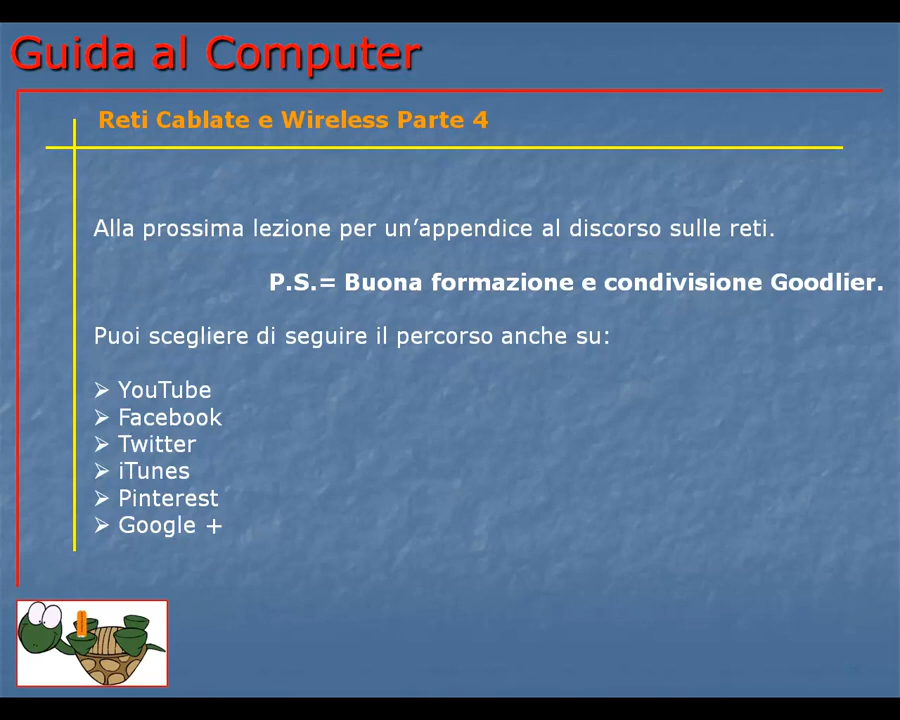 Guida al Computer
Reti Cablate e Wireless Parte 4
Alla prossima lezione per un’appendice al discorso sulle reti.
P.S.= Buona formazione e condivisione Goodlier.
Puoi scegliere di seguire il percorso anche su:
➢ YouTube
➢ Facebook
➢ Twitter
➢ iTunes
➢ Pinterest
➢ Google +